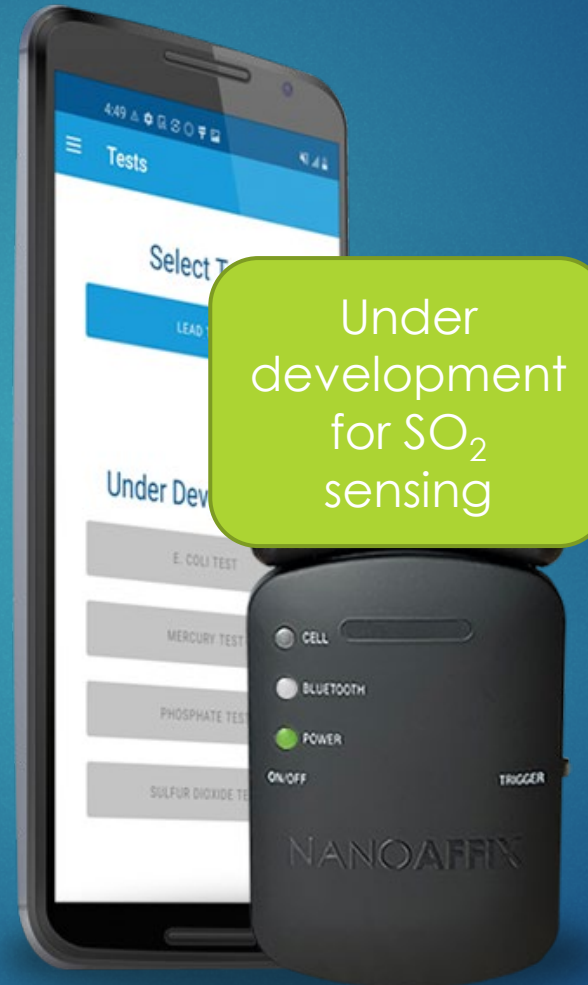 4:49
Tests
Select
LEAD
Under
development
for SO₂
sensing
Under Dev
E. COLI TEST
MERCURY TEST
PHOSPHATE TEST
SULFUR DIOXIDE TE
CELL
BLUETOOTH
POWER
ON/OFF TRIGGER
NANOAFFIX